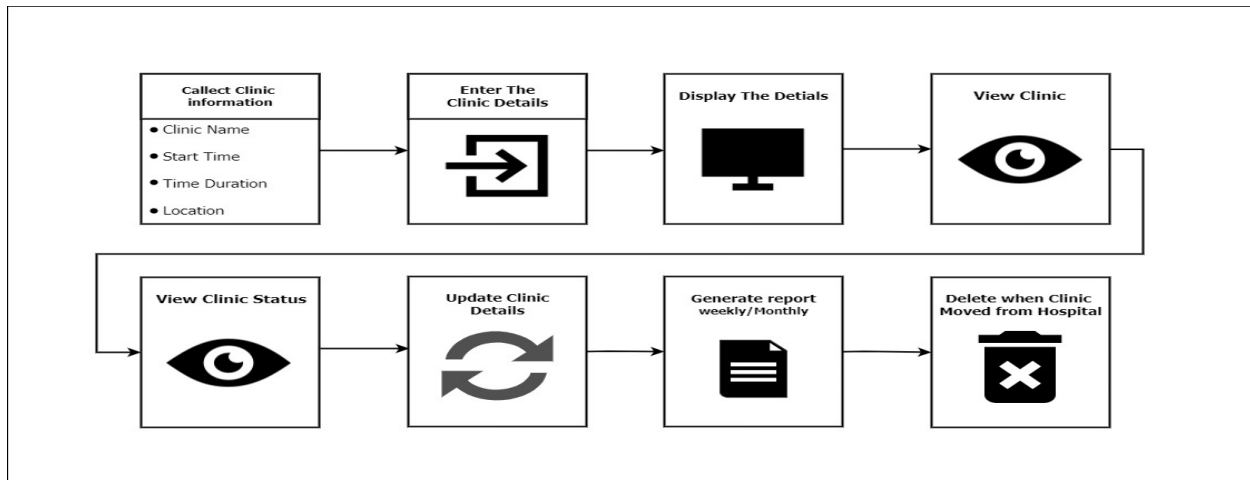 Callect Clinic
information
• Clinic Name
• Start Time
• Time Duration
• Location
Enter The
Clinic Details
Display The Detials
View Clinic
View Clinic Status
Update Clinic
Details
Generate report
weekly/Monthly
Delete when Clinic
Moved from Hospital